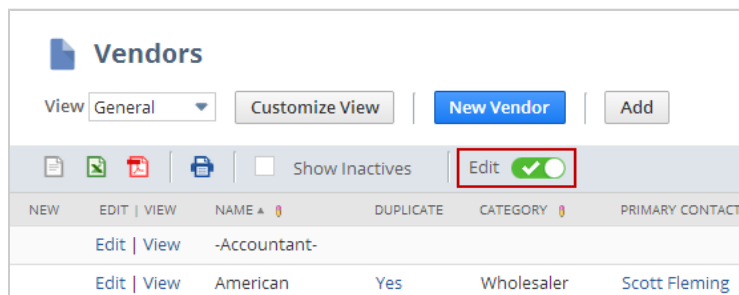 Vendors
View General Customize View New Vendor Add
Show Inactives Edit
NEW EDIT | VIEW NAME DUPLICATE CATEGORY PRIMARY CONTACT
Edit | View -Accountant-
Edit | View American Yes Wholesaler Scott Fleming